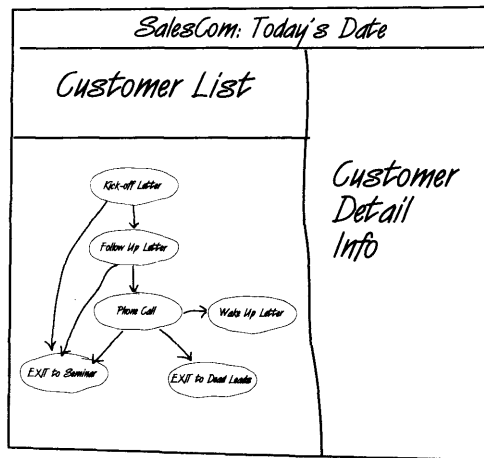 SalesCom: Today's Date
Customer List
Customer
Detail
Info
Kick-off Letter
Follow Up Letter
Phone Call
Wake Up Letter
EXIT to Seminar
EXIT to Dead Leads